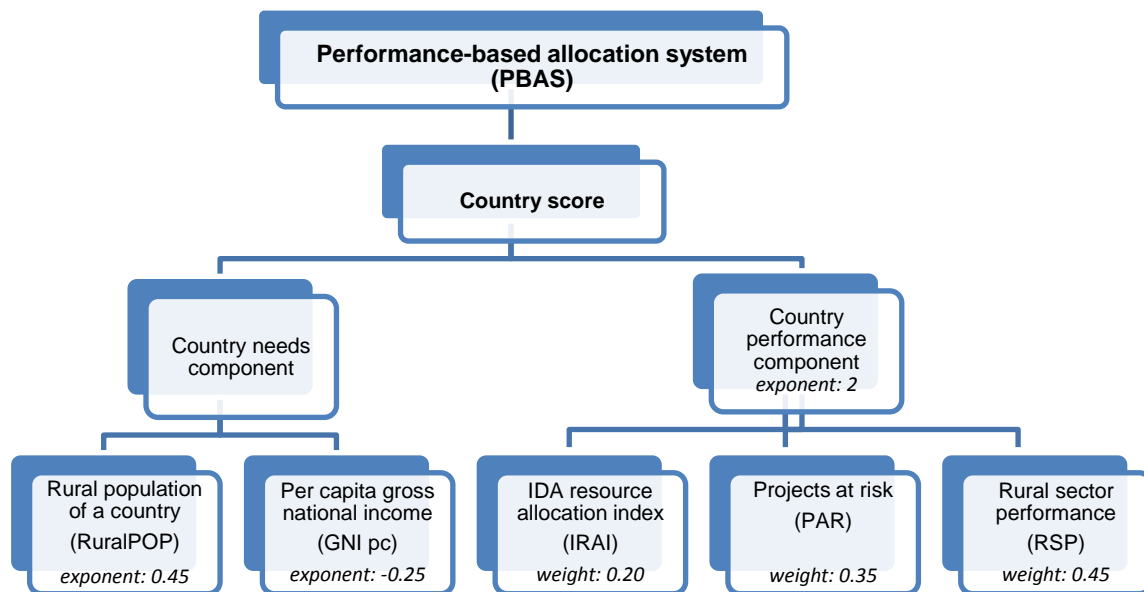 Performance-based allocation system
(PBAS)
Country score
Country needs
component
Country
performance
component
exponent: 2
Rural population
of a country
(RuralPOP)
exponent: 0.45
Per capita gross
national income
(GNI pc)
exponent: -0.25
IDA resource
allocation index
(IRAI)
weight: 0.20
Projects at risk
(PAR)
weight: 0.35
Rural sector
performance
(RSP)
weight: 0.45